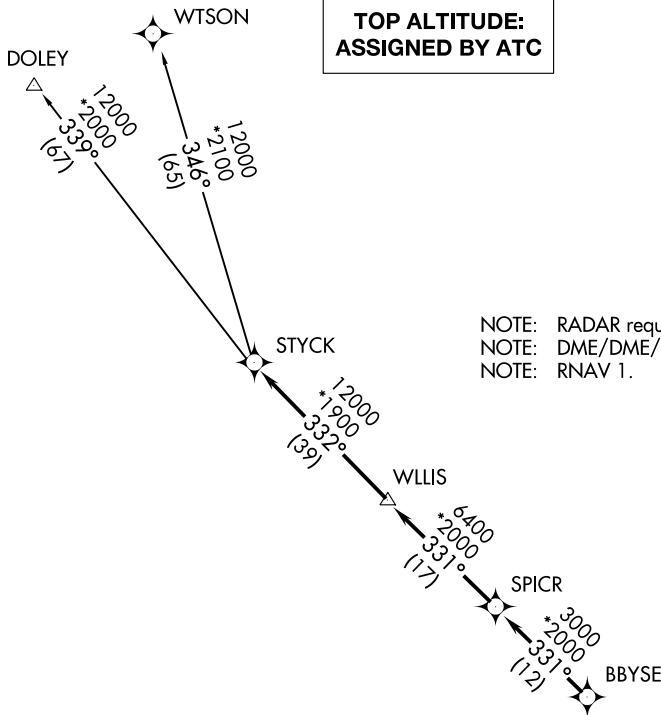 TOP ALTITUDE:
ASSIGNED BY ATC
WTSON
DOLEY
12000
*2000
339°
(67)
12000
*2100
346°
(65)
NOTE: RADAR requ
NOTE: DME/DME/
NOTE: RNAV 1.
STYCK
12000
*1900
332°
(39)
WLLIS
6400
*2000
331°
(17)
SPICR
3000
*2000
331°
(12)
BBYSE